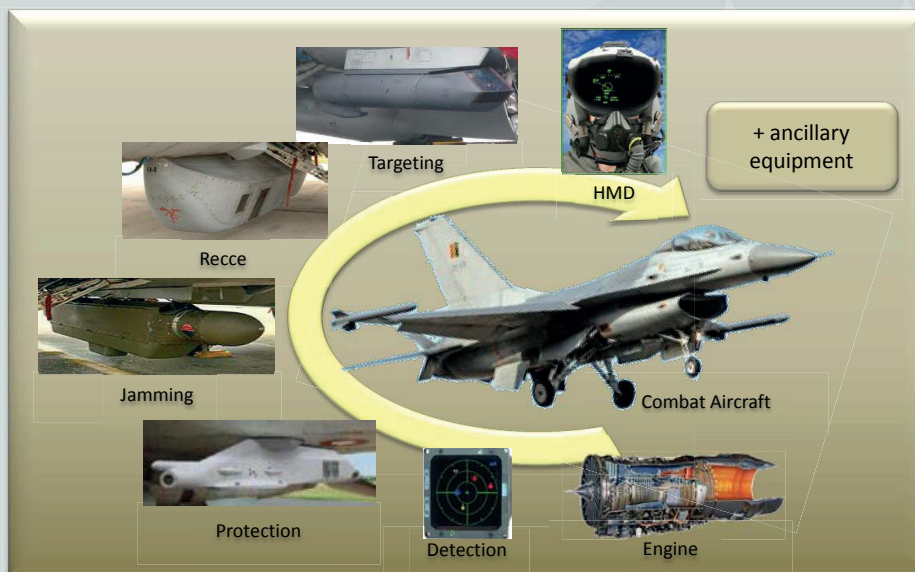 Targeting
HMD
+ ancillary
equipment
Recce
Jamming
Combat Aircraft
Protection
Detection
Engine